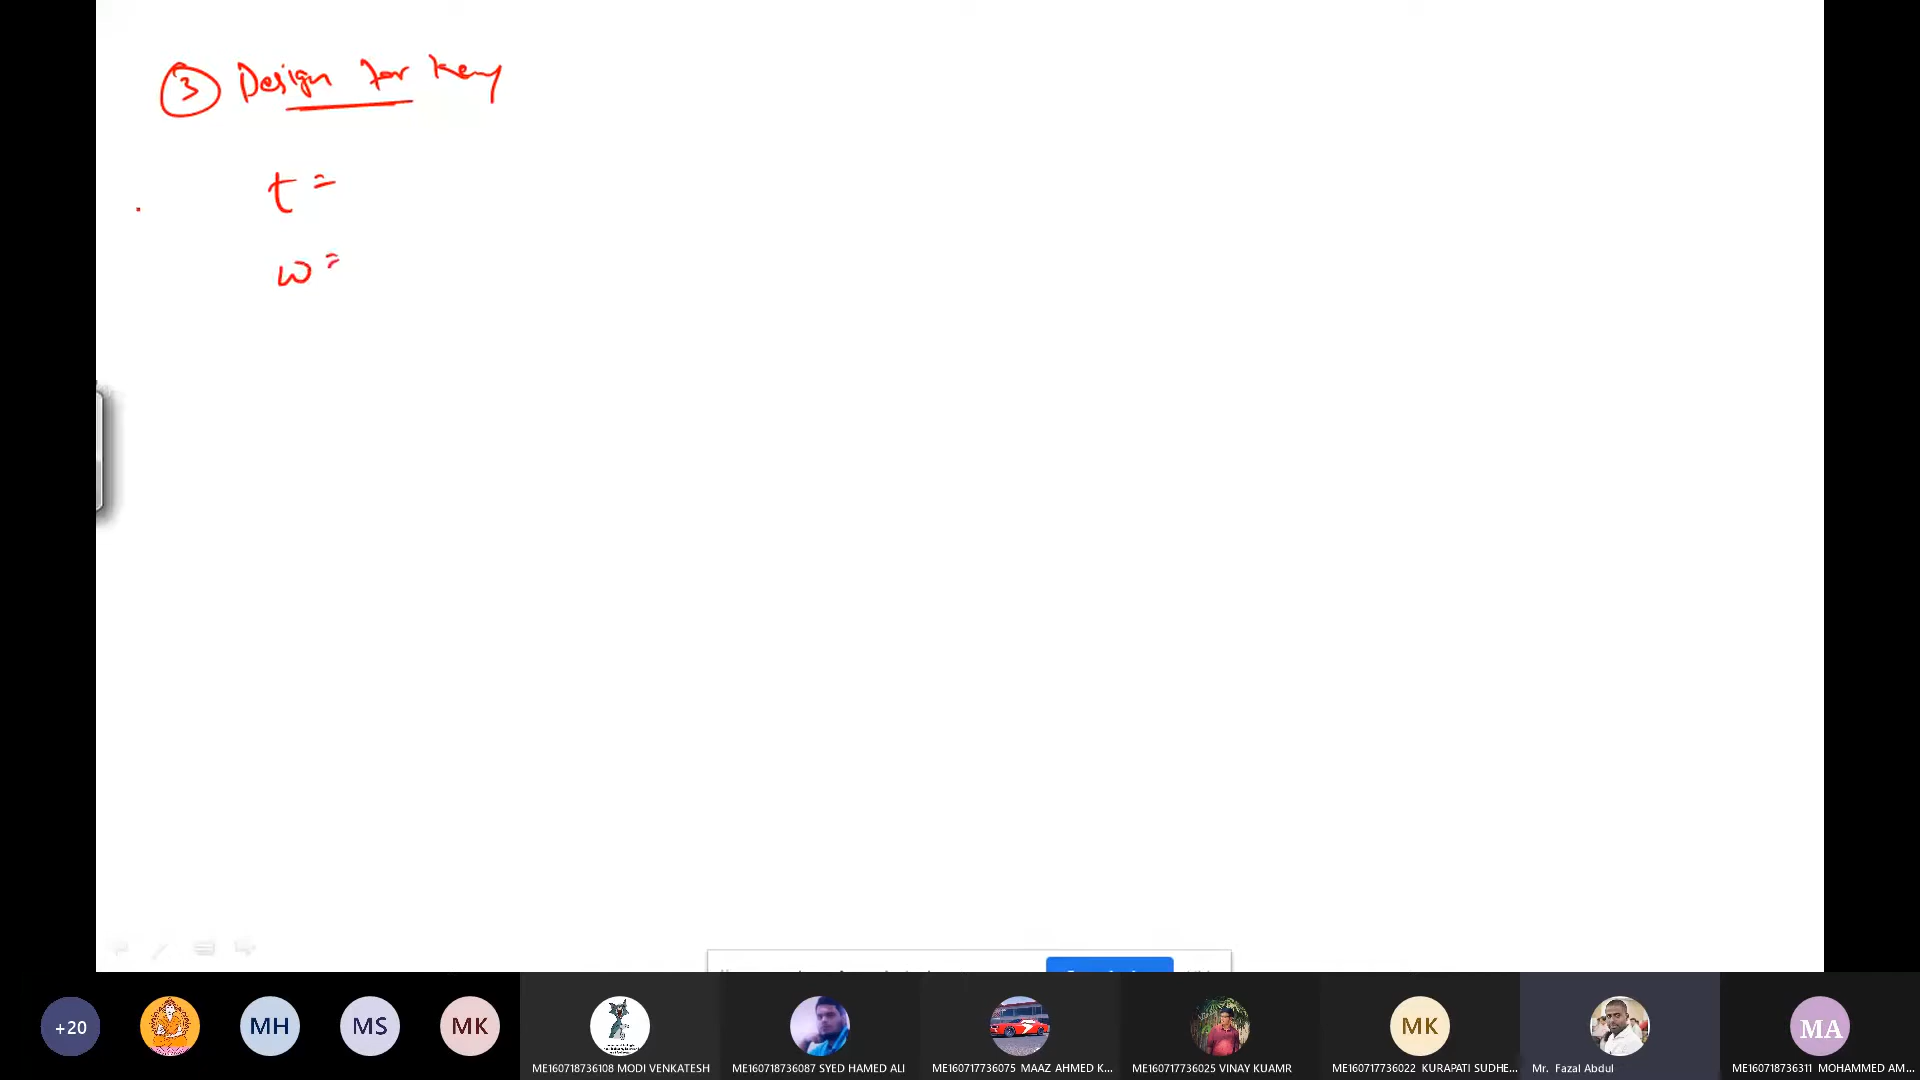 3 Design for key
t =
w =
+20
MH
MS
MK
MK
MA
ME160718736108 MODI VENKATESH
ME160718736087 SYED HAMED ALI
ME160717736075 MAAZ AHMED K...
ME160717736025 VINAY KUAMR
ME160717736022 KURAPATI SUDHE...
Mr. Fazal Abdul
ME160718736311 MOHAMMED AM...